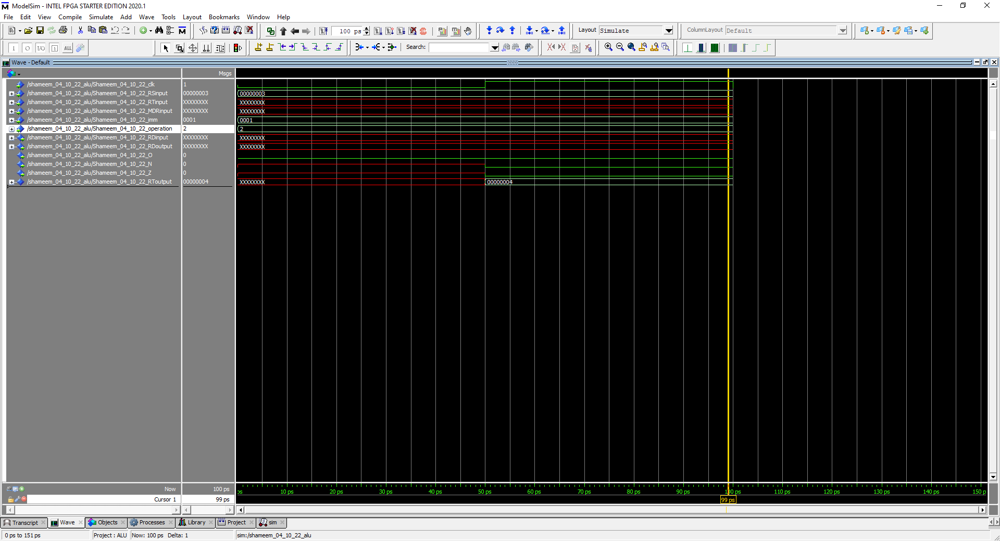 ModelSim - INTEL FPGA STARTER EDITION 2020.1
File Edit View Compile Simulate Add Wave Tools Layout Bookmarks Window Help
100 ps Layout Simulate ColumnLayout Default
ALL Search:
Wave - Default
Msgs
/shameem_04_10_22_alu/Shameem_04_10_22_clk 1
/shameem_04_10_22_alu/Shameem_04_10_22_RSinput 00000003 00000003
/shameem_04_10_22_alu/Shameem_04_10_22_RTinput XXXXXXXX XXXXXXXX
/shameem_04_10_22_alu/Shameem_04_10_22_MDRinput XXXXXXXX XXXXXXXX
/shameem_04_10_22_alu/Shameem_04_10_22_imm 0001 0001
/shameem_04_10_22_alu/Shameem_04_10_22_operation 2 2
/shameem_04_10_22_alu/Shameem_04_10_22_RDinput XXXXXXXX XXXXXXXX
/shameem_04_10_22_alu/Shameem_04_10_22_RDoutput XXXXXXXX XXXXXXXX
/shameem_04_10_22_alu/Shameem_04_10_22_O 0
/shameem_04_10_22_alu/Shameem_04_10_22_N 0
/shameem_04_10_22_alu/Shameem_04_10_22_Z 0
/shameem_04_10_22_alu/Shameem_04_10_22_RToutput 00000004 XXXXXXXX 00000004
Now 100 ps ps 10 ps 20 ps 30 ps 40 ps 50 ps 60 ps 70 ps 80 ps 90 ps 100 ps 110 ps 120 ps 130 ps 140 ps 150 p
Cursor 1 99 ps 99 ps
Transcript Wave Objects Processes Library Project sim
0 ps to 151 ps Project : ALU Now: 100 ps Delta: 1 sim:/shameem_04_10_22_alu